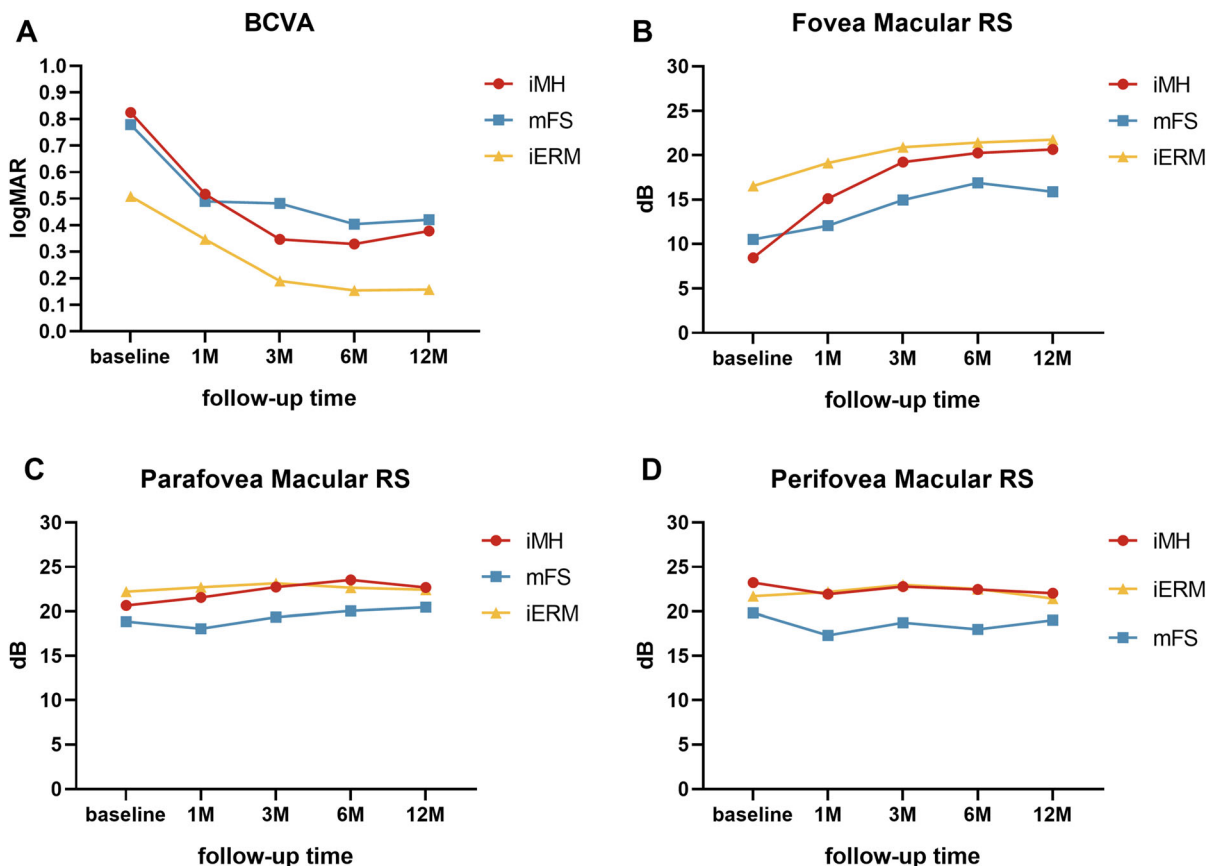 A
BCVA
1.0
0.9
0.8
0.7
0.6
0.5
0.4
0.3
0.2
0.1
0.0
logMAR
baseline 1M 3M 6M 12M
follow-up time
iMH
mFS
iERM
B
Fovea Macular RS
30
25
20
15
10
5
0
dB
baseline 1M 3M 6M 12M
follow-up time
iMH
mFS
iERM
C
Parafovea Macular RS
30
25
20
15
10
5
0
dB
baseline 1M 3M 6M 12M
follow-up time
iMH
mFS
iERM
D
Perifovea Macular RS
30
25
20
15
10
5
0
dB
baseline 1M 3M 6M 12M
follow-up time
iMH
iERM
mFS